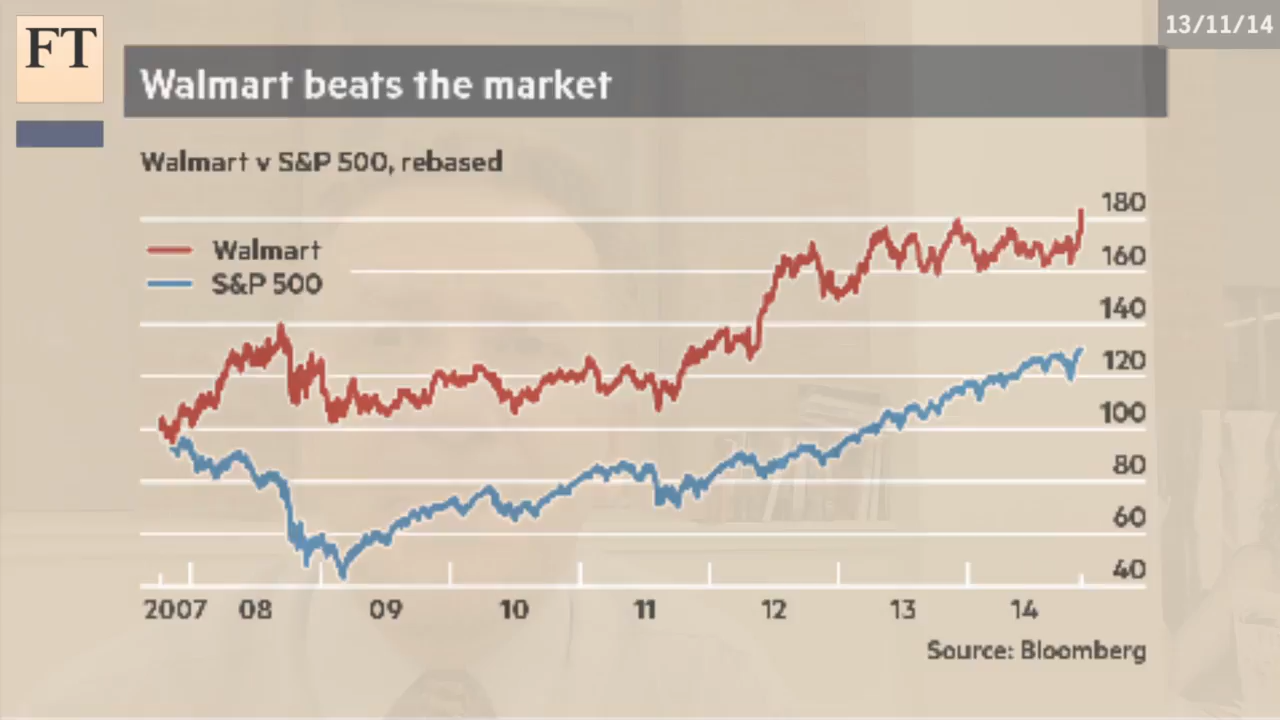 FT
13/11/14
Walmart beats the market
Walmart v S&P 500, rebased
Walmart
S&P 500
180
160
140
120
100
80
60
40
2007 08 09 10 11 12 13 14
Source: Bloomberg